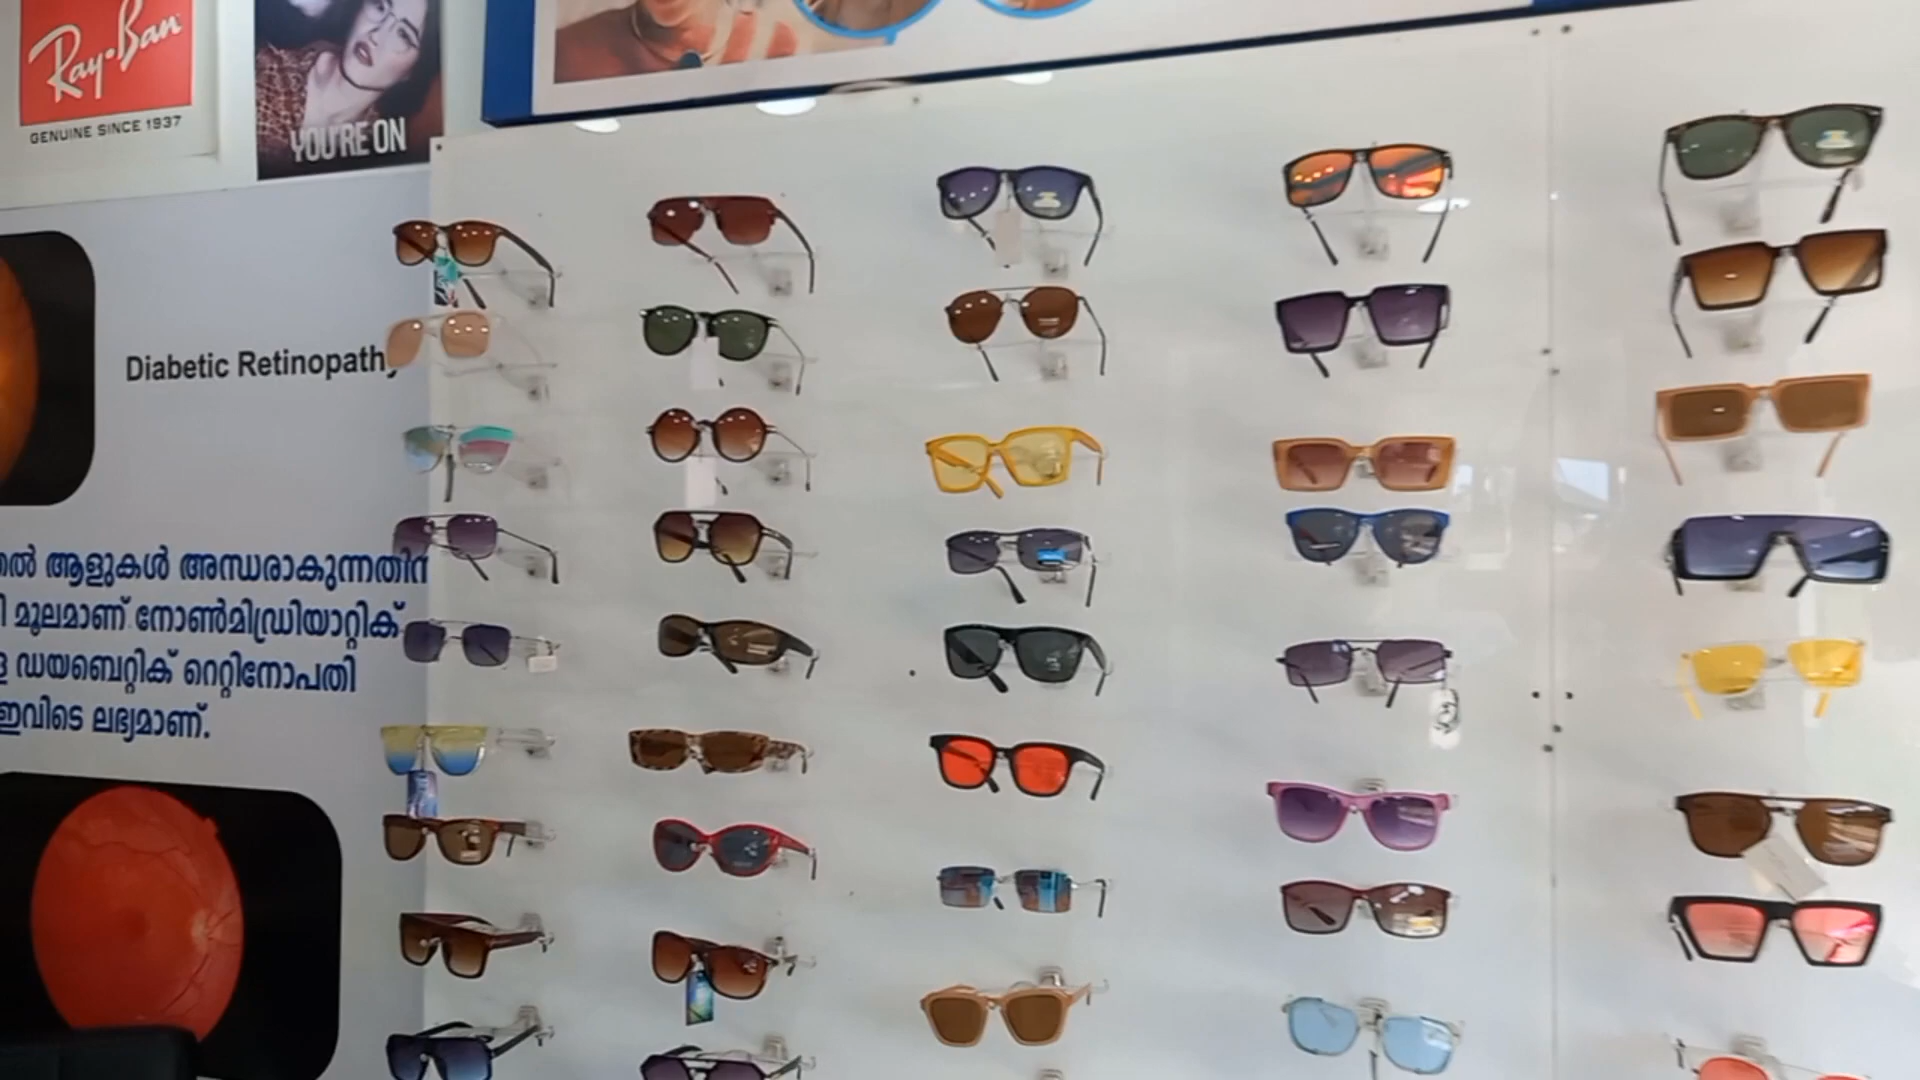 Ray-Ban
GENUINE SINCE 1937
YOU'RE ON
Diabetic Retinopathy
ആളുകൾ അന്ധരാകുന്നതിന
മൂലമാണ് നോൺമിഡ്രിയാറ്റിക്
ഡയബെറ്റിക് റെറ്റിനോപതി
ഇവിടെ ലഭ്യമാണ്.